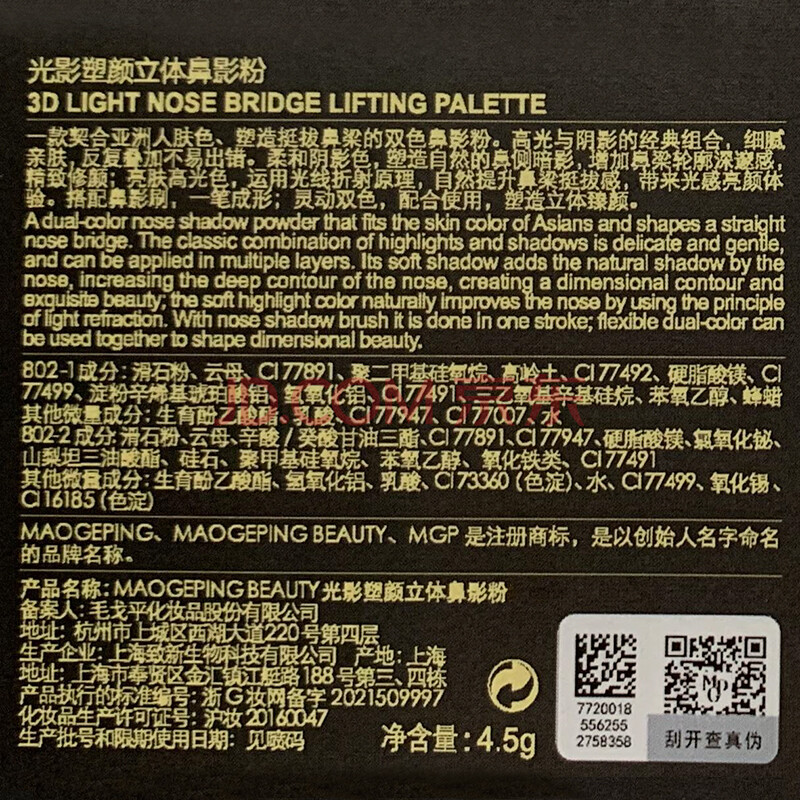 光影塑颜立体鼻影粉
3D LIGHT NOSE BRIDGE LIFTING PALETTE
一款契合亚洲人肤色、塑造挺拔鼻梁的双色鼻影粉。高光与阴影的经典组合，细腻
亲肤，反复叠加不易出错。柔和阴影色，塑造自然的鼻侧暗影，增加鼻梁轮廓深邃感，
精致修颜；亮肤高光色，运用光线折射原理，自然提升鼻梁挺拔感，带来光感亮颜体
验。搭配鼻影刷，一笔成形；灵动双色，配合使用，塑造立体臻颜。
A dual-color nose shadow powder that fits the skin color of Asians and shapes a straight
nose bridge. The classic combination of highlights and shadows is delicate and gentle,
and can be applied in multiple layers. Its soft shadow adds the natural shadow by the
nose, increasing the deep contour of the nose, creating a dimensional contour and
exquisite beauty; the soft highlight color naturally improves the nose by using the principle
of light refraction. With nose shadow brush it is done in one stroke; flexible dual-color can
be used together to shape dimensional beauty.
802-1成分：滑石粉、云母、CI 77891、聚二甲基硅氧烷、高岭土、CI 77492、硬脂酸镁、CI
77499、淀粉辛烯基琥珀酸铝、氢氧化铝、CI 77491、三乙氧基辛基硅烷、苯氧乙醇、蜂蜡
其他微量成分：生育酚乙酸酯、乳酸、CI 77947、CI 77007、水
802-2成分：滑石粉、云母、辛酸/癸酸甘油三酯、CI 77891、CI 77947、硬脂酸镁、氯氧化铋、
山梨坦三油酸酯、硅石、聚甲基硅氧烷、苯氧乙醇、氧化铁类、CI 77491
其他微量成分：生育酚乙酸酯、氢氧化铝、乳酸、CI 73360（色淀）、水、CI 77499、氧化锡、
CI 16185（色淀）
MAOGEPING、MAOGEPING BEAUTY、MGP 是注册商标，是以创始人名字命名
的品牌名称。
产品名称：MAOGEPING BEAUTY光影塑颜立体鼻影粉
备案人：毛戈平化妆品股份有限公司
地址：杭州市上城区西湖大道220号第四层
生产企业：上海致新生物科技有限公司 产地：上海
地址：上海市奉贤区金汇镇江艇路188号第三、四栋
产品执行的标准编号：浙G妆网备字2021509997
化妆品生产许可证号：沪妆20160047
生产批号和限期使用日期：见喷码
净含量：4.5g
7720018
556255
2758358
刮开查真伪
JD.COM 京东